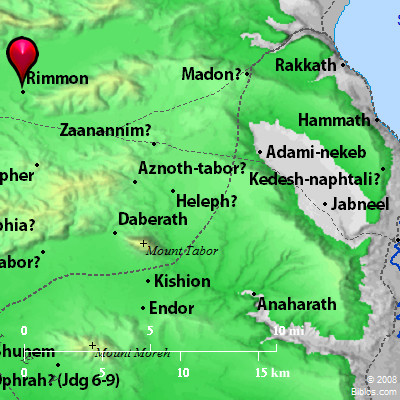 Rimmon
Madon?
Rakkath
Hammath
Zaanannim?
Adami-nekeb
pher
Aznoth-tabor?
Kedesh-naphtali?
Heleph?
Jabneel
phia?
Daberath
Mount Tabor
abor?
Kishion
Endor
Anaharath
0 5 10 mi
Shunem
Mount Moreh
0 5 10 15 km
Ophrah? (Jdg 6-9)
© 2008
Biblos.com